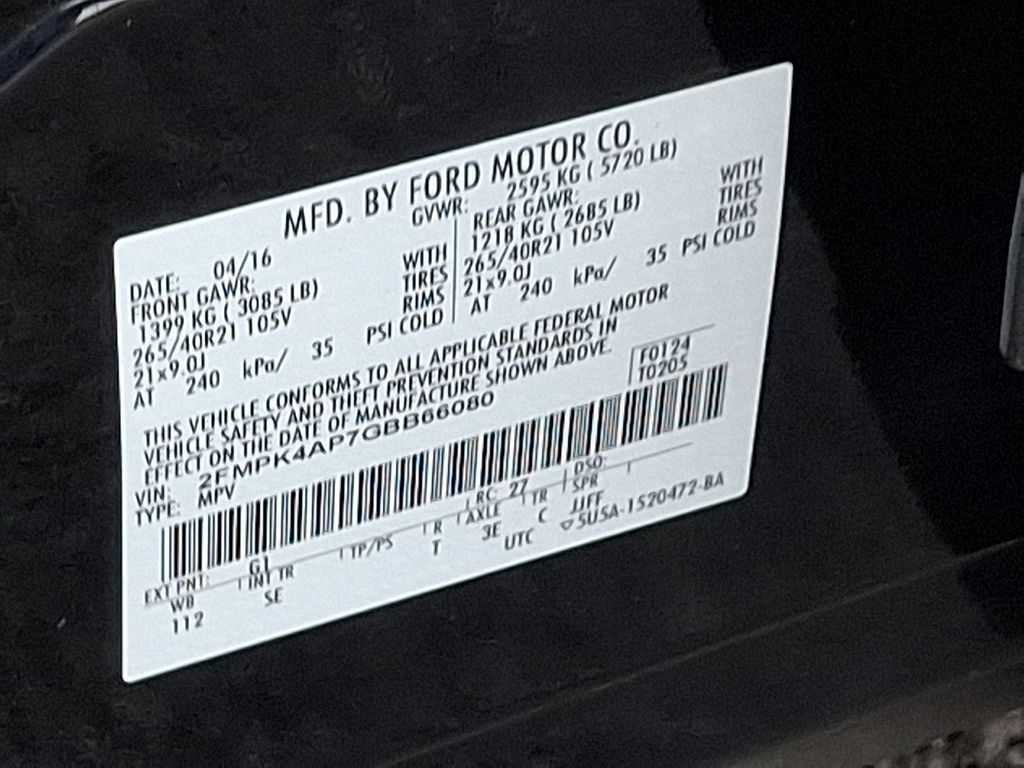 MFD. BY FORD MOTOR CO.
DATE: 04/16 GVWR: 2595 KG ( 5720 LB)
FRONT GAWR: REAR GAWR:
1399 KG ( 3085 LB) WITH 1218 KG ( 2685 LB) WITH
265/40R21 105V TIRES 265/40R21 105V TIRES
21x9.0J RIMS 21x9.0J RIMS
AT 240 kPa/ 35 PSI COLD AT 240 kPa/ 35 PSI COLD
THIS VEHICLE CONFORMS TO ALL APPLICABLE FEDERAL MOTOR
VEHICLE SAFETY AND THEFT PREVENTION STANDARDS IN
EFFECT ON THE DATE OF MANUFACTURE SHOWN ABOVE.
F0124
T0205
VIN: 2FMPK4AP7GBB66080
TYPE: MPV
EXT PNT: G1 RC: 27 DSO:
WB INT TR TP/PS R AXLE TR SPR
112 SE T 3E C JJFF
UTC 5U5A-1520472-BA